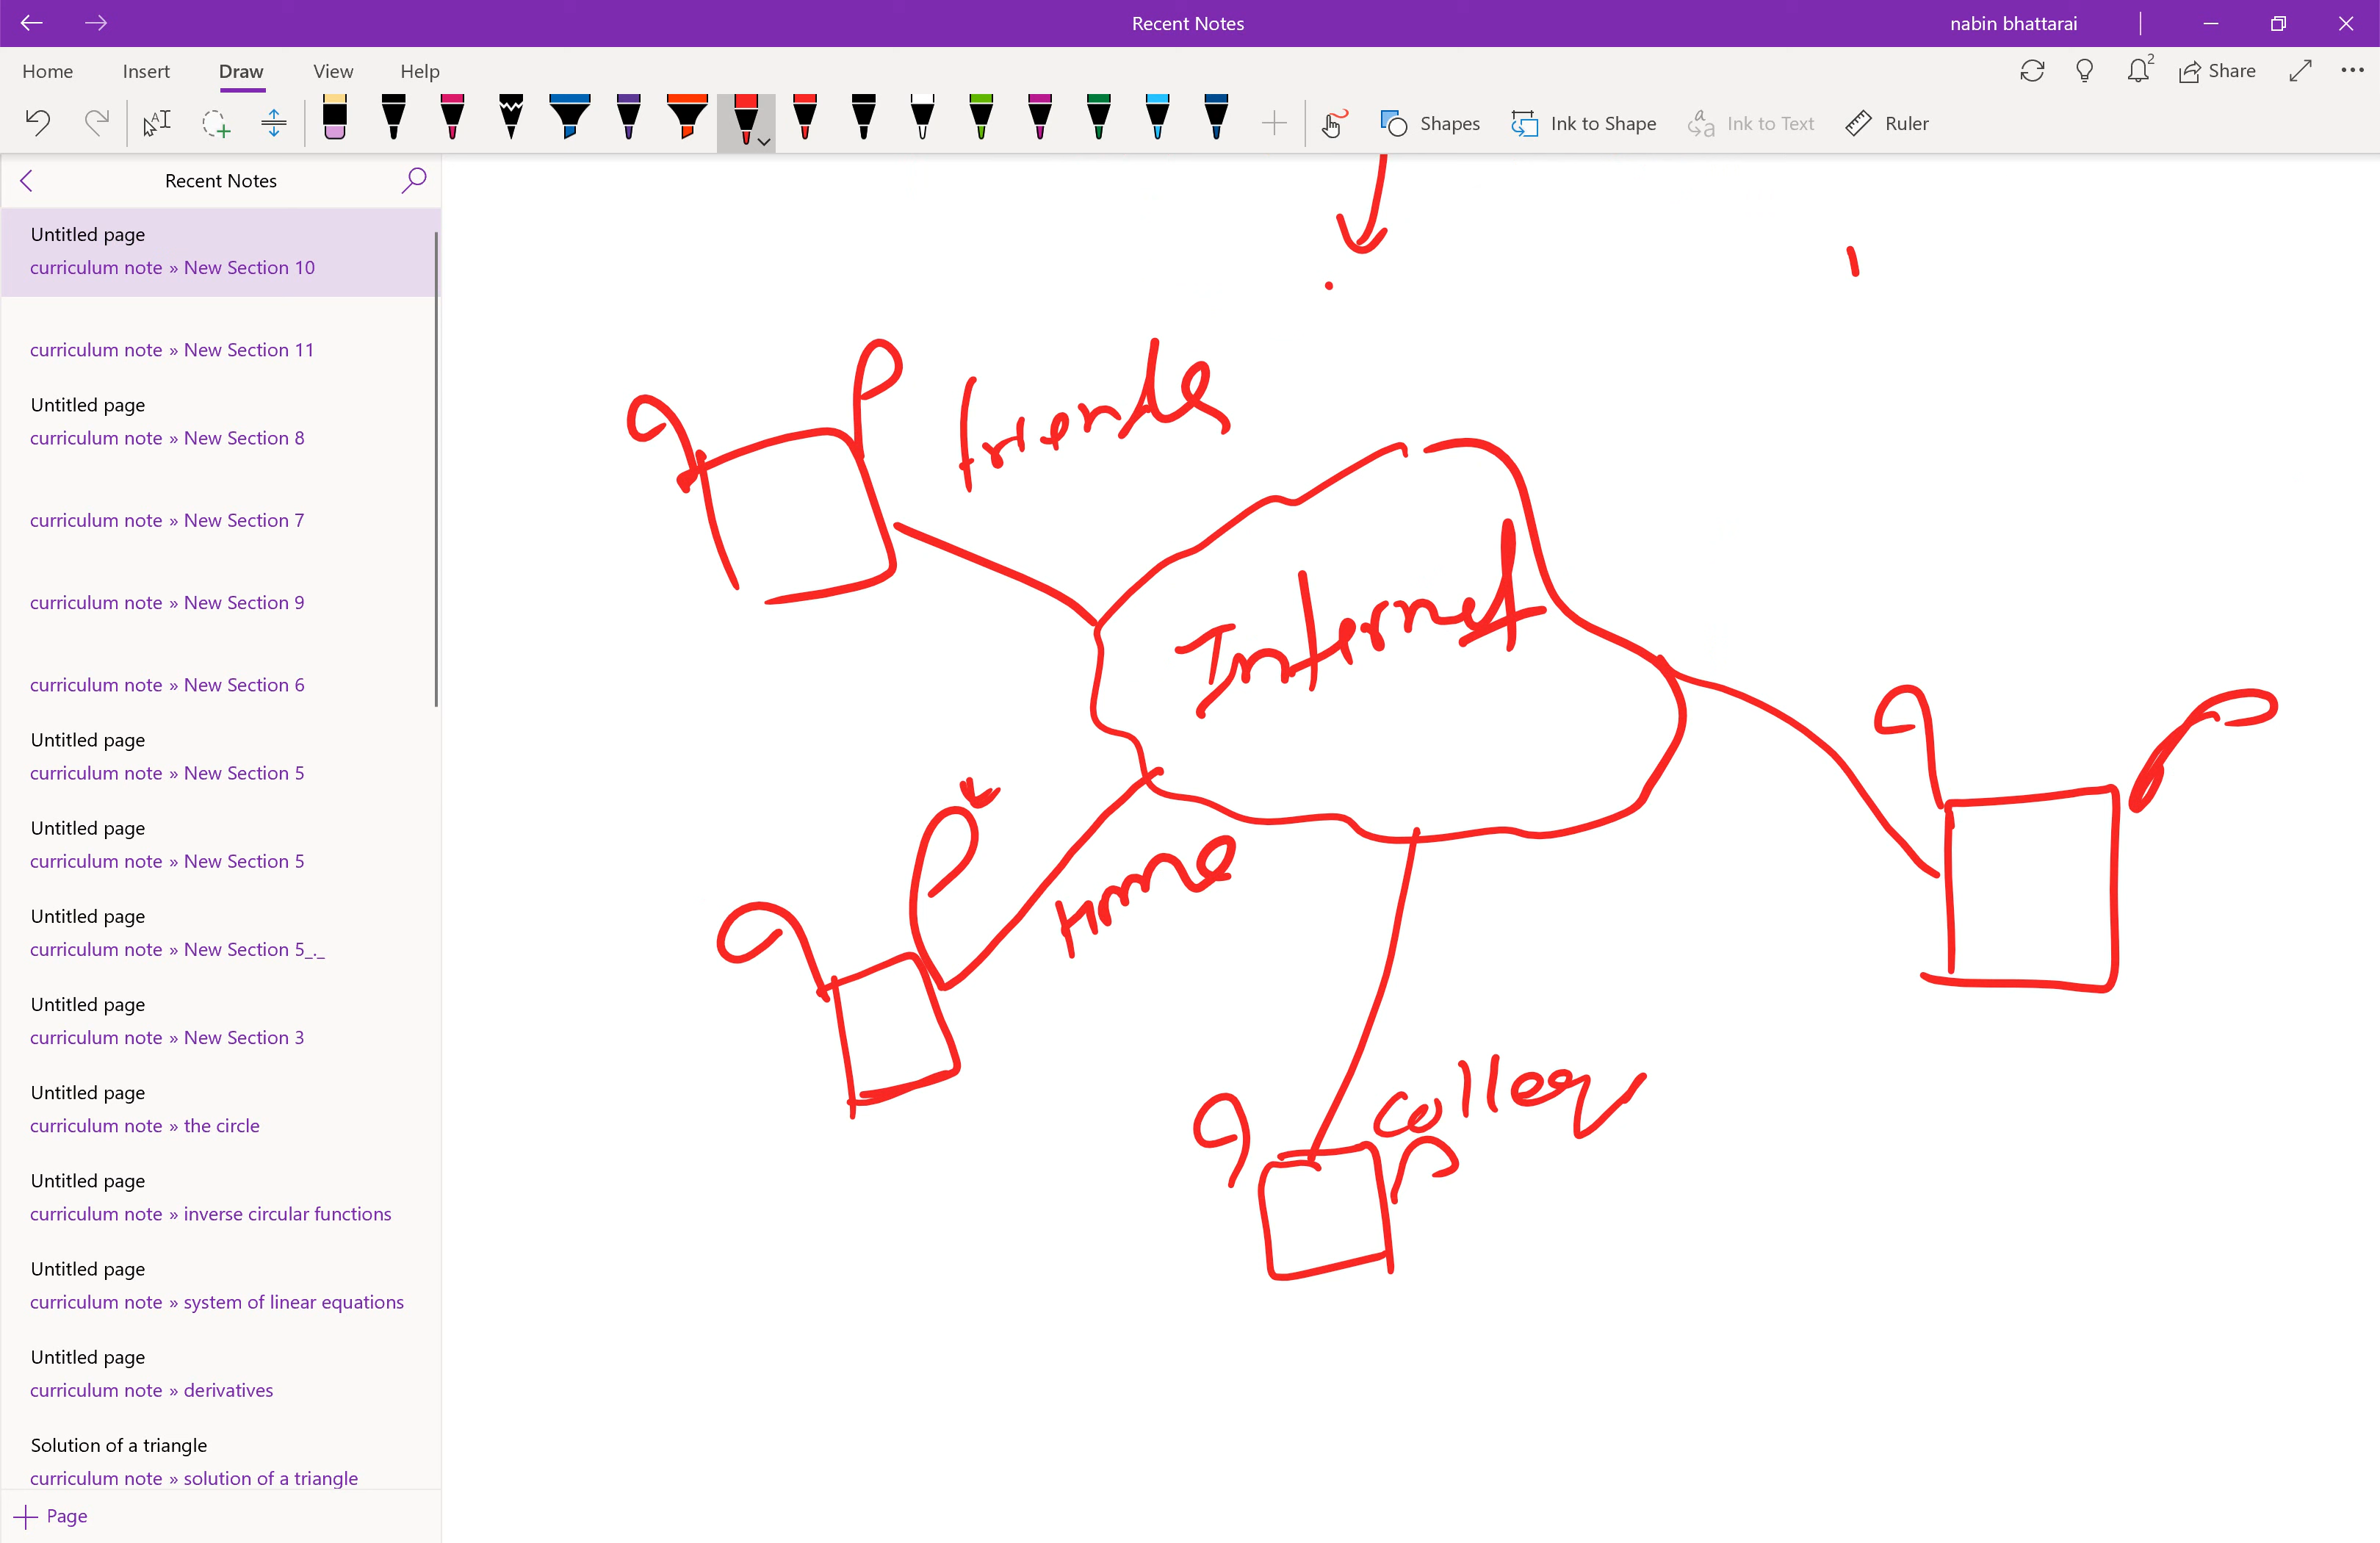 Recent Notes
nabin bhattarai
Home Insert Draw View Help
2 Share
Shapes Ink to Shape Ink to Text Ruler
Recent Notes
Untitled page
curriculum note » New Section 10
curriculum note » New Section 11
Untitled page
curriculum note » New Section 8
curriculum note » New Section 7
curriculum note » New Section 9
curriculum note » New Section 6
Untitled page
curriculum note » New Section 5
Untitled page
curriculum note » New Section 5
Untitled page
curriculum note » New Section 5_._
Untitled page
curriculum note » New Section 3
Untitled page
curriculum note » the circle
Untitled page
curriculum note » inverse circular functions
Untitled page
curriculum note » system of linear equations
Untitled page
curriculum note » derivatives
Solution of a triangle
curriculum note » solution of a triangle
Page
friends
Internet
Home